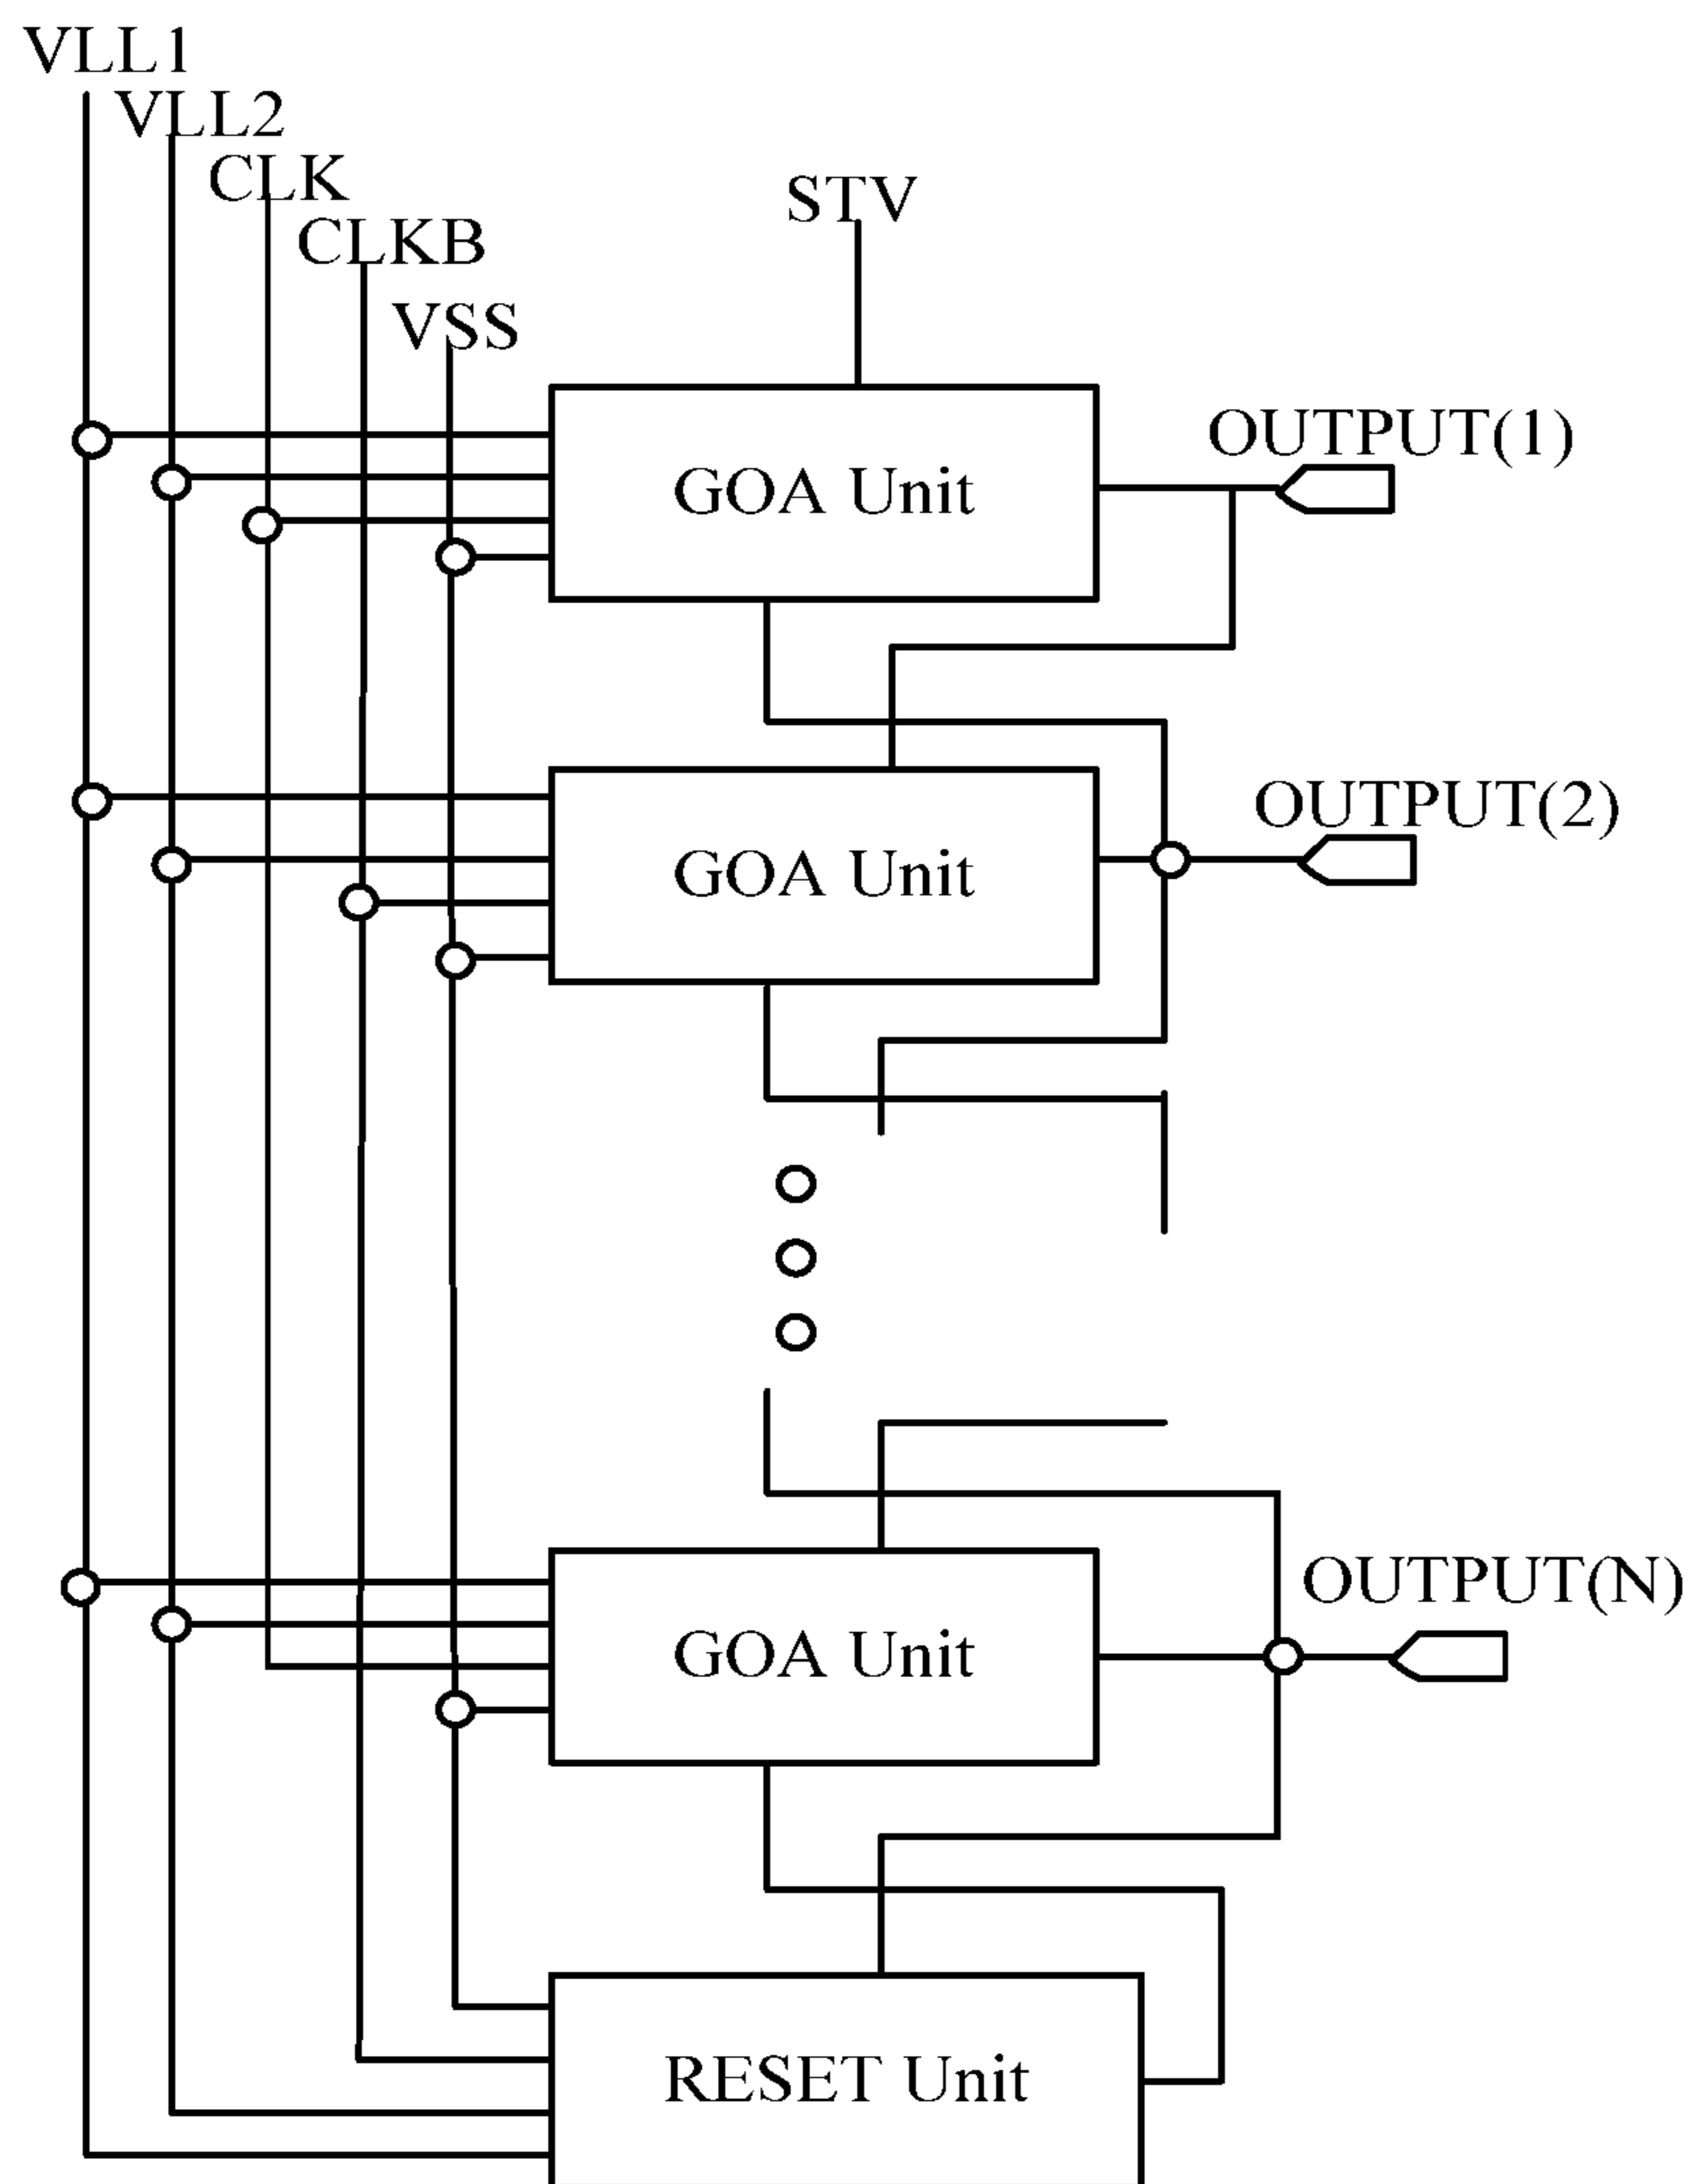 VLL1
VLL2
CLK
CLKB
VSS
STV
OUTPUT(1)
GOA Unit
OUTPUT(2)
GOA Unit
OUTPUT(N)
GOA Unit
RESET Unit